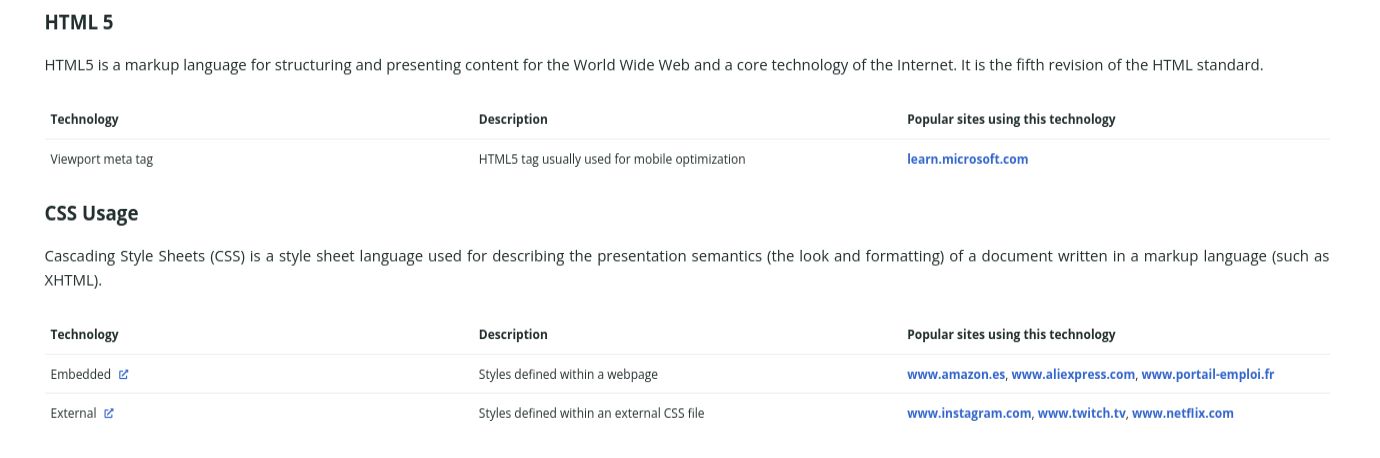 HTML 5
HTML5 is a markup language for structuring and presenting content for the World Wide Web and a core technology of the Internet. It is the fifth revision of the HTML standard.
Technology Description Popular sites using this technology
Viewport meta tag HTML5 tag usually used for mobile optimization learn.microsoft.com
CSS Usage
Cascading Style Sheets (CSS) is a style sheet language used for describing the presentation semantics (the look and formatting) of a document written in a markup language (such as
XHTML).
Technology Description Popular sites using this technology
Embedded Styles defined within a webpage www.amazon.es, www.aliexpress.com, www.portail-emploi.fr
External Styles defined within an external CSS file www.instagram.com, www.twitch.tv, www.netflix.com